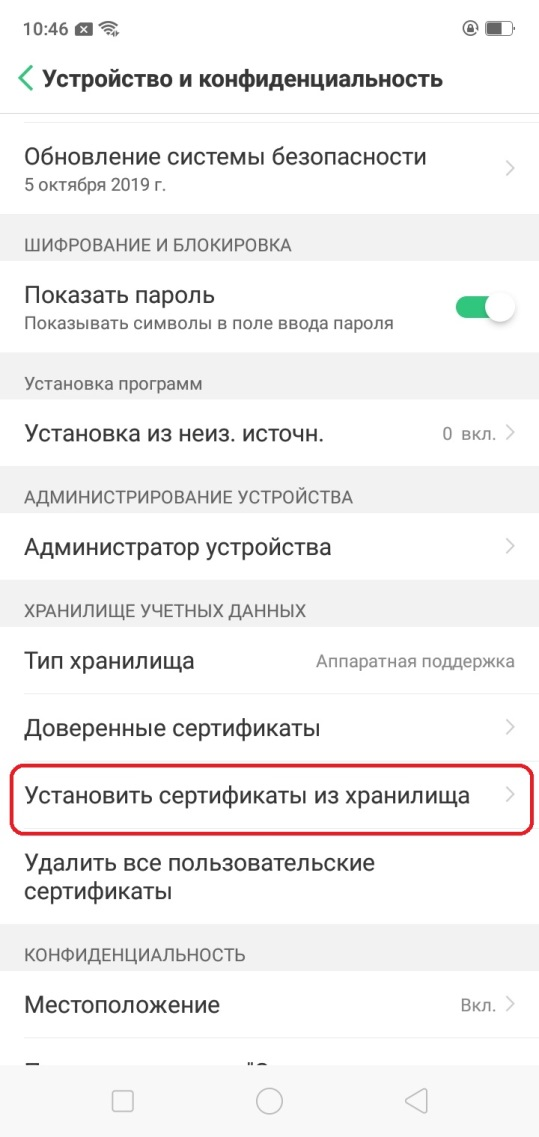 10:46
Устройство и конфиденциальность
Обновление системы безопасности
5 октября 2019 г.
ШИФРОВАНИЕ И БЛОКИРОВКА
Показать пароль
Показывать символы в поле ввода пароля
Установка программ
Установка из неиз. источн.
0 вкл.
АДМИНИСТРИРОВАНИЕ УСТРОЙСТВА
Администратор устройства
ХРАНИЛИЩЕ УЧЕТНЫХ ДАННЫХ
Тип хранилища
Аппаратная поддержка
Доверенные сертификаты
Установить сертификаты из хранилища
Удалить все пользовательские
сертификаты
КОНФИДЕНЦИАЛЬНОСТЬ
Местоположение
Вкл.